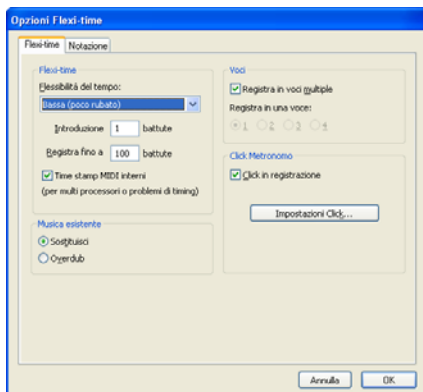 Opzioni Flexi-time
Flexi-time Notazione
Flexi-time
Flessibilità del tempo:
Bassa (poco rubato)
Introduzione 1 battute
Registra fino a 100 battute
Time stamp MIDI interni
(per multi processori o problemi di timing)
Musica esistente
Sostituisci
Overdub
Voci
Registra in voci multiple
Registra in una voce:
1 2 3 4
Click Metronomo
Click in registrazione
Impostazioni Click...
Annulla OK